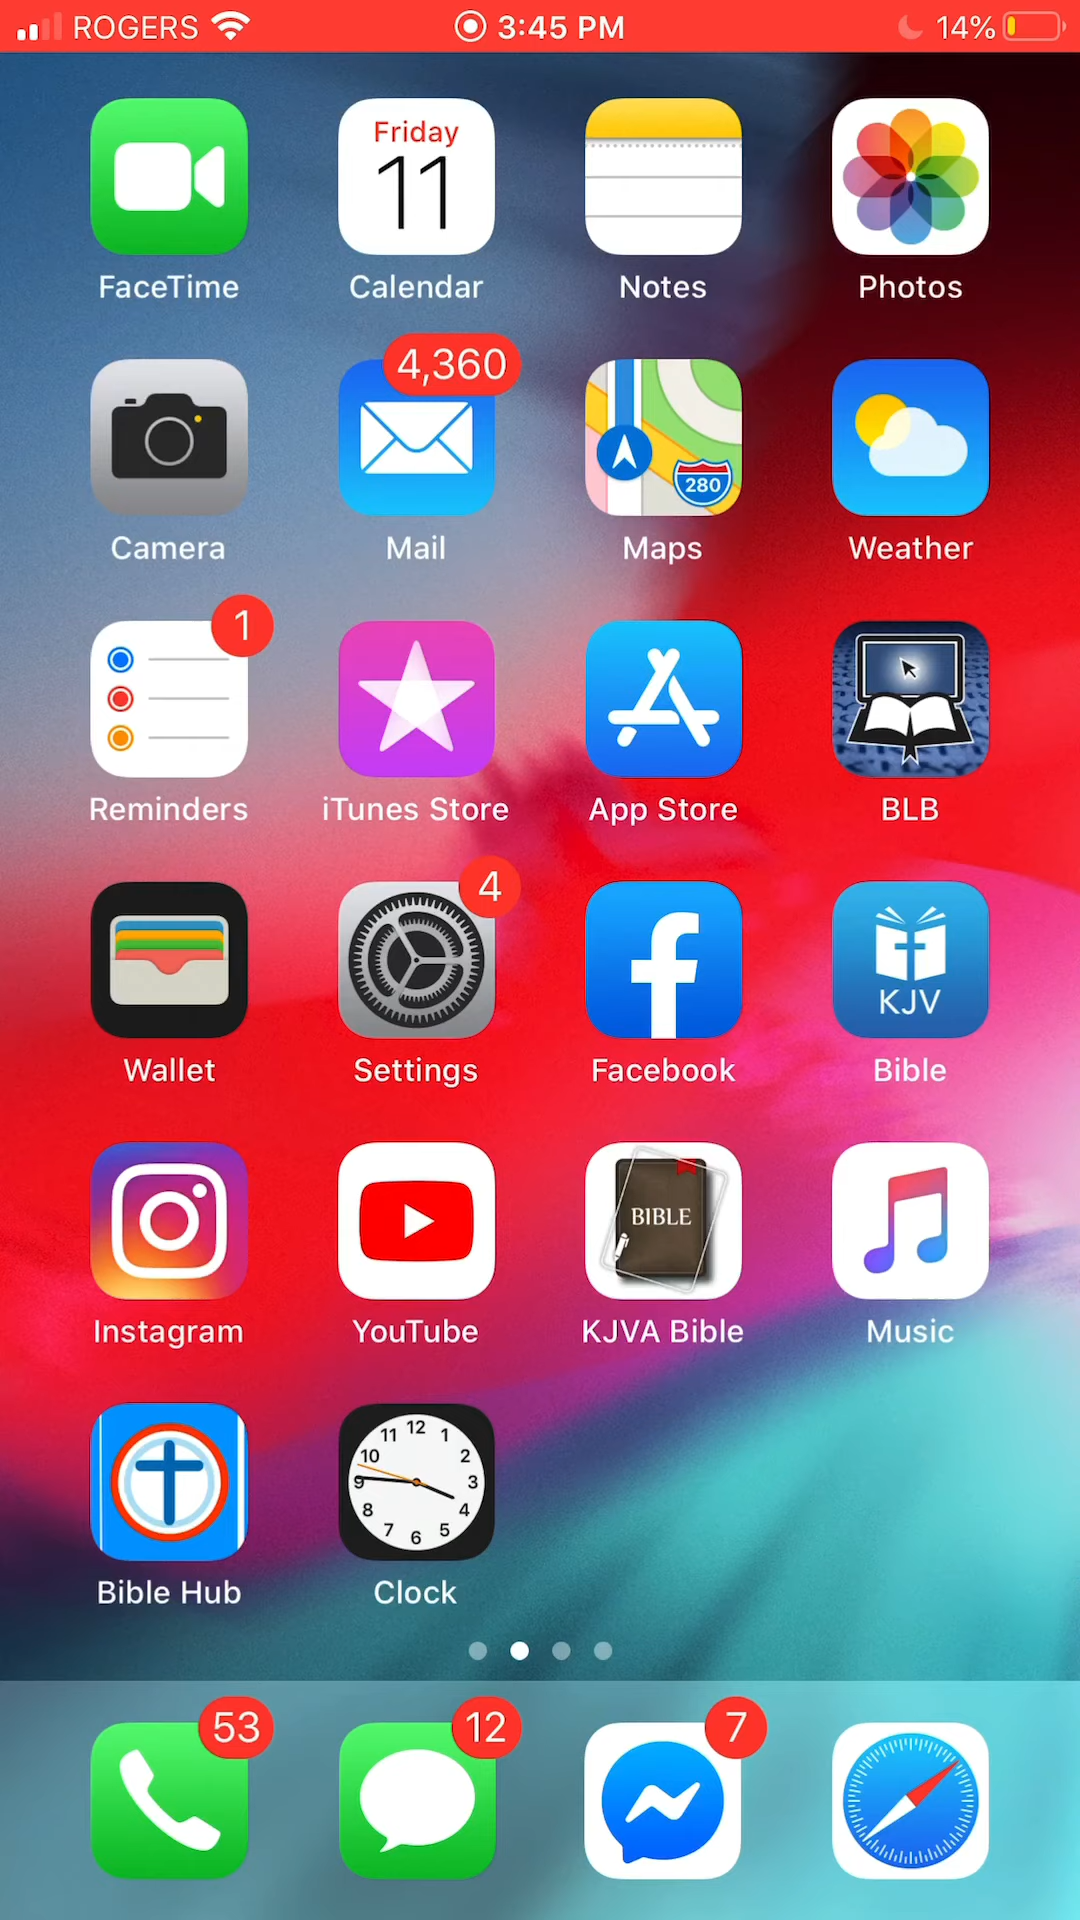 ROGERS 3:45 PM 14%
Friday
11
FaceTime Calendar Notes Photos
4,360
280
Camera Mail Maps Weather
1
Reminders iTunes Store App Store BLB
4
KJV
Wallet Settings Facebook Bible
BIBLE
Instagram YouTube KJVA Bible Music
12 1 2 3 4 5 6 7 8 9 10 11
Bible Hub Clock
53 12 7